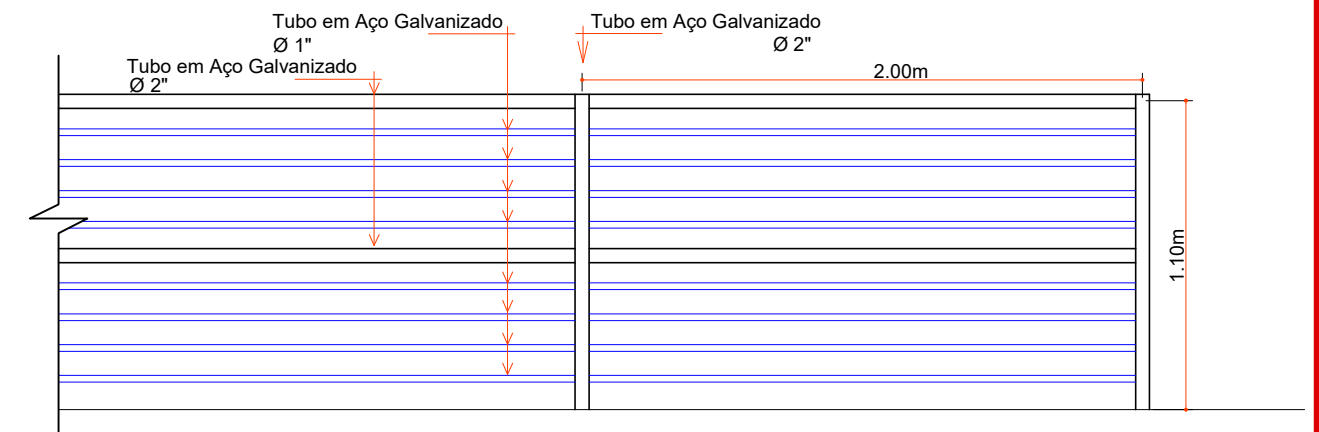 Tubo em Aço Galvanizado
Ø 1"
Tubo em Aço Galvanizado
Ø 2"
Tubo em Aço Galvanizado
Ø 2"
2.00m
1.10m